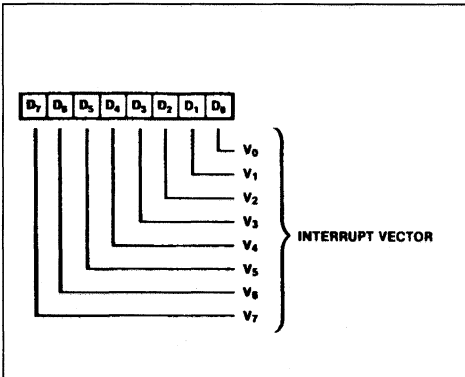 D₇ D₆ D₅ D₄ D₃ D₂ D₁ D₀
V₀
V₁
V₂
V₃
V₄
INTERRUPT VECTOR
V₅
V₆
V₇